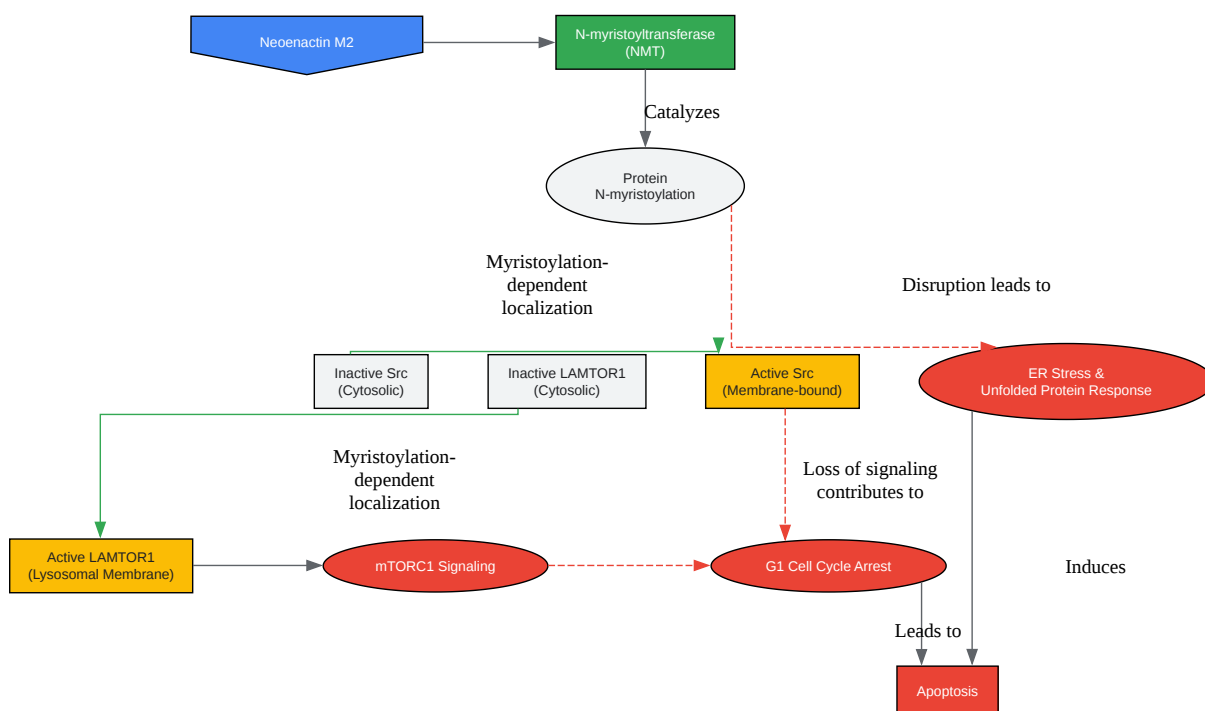 Neoenactin M2
N-myristoyltransferase
(NMT)
Catalyzes
Protein
N-myristoylation
Myristoylation-
dependent
localization
Disruption leads to
Inactive Src
(Cytosolic)
Inactive LAMTOR1
(Cytosolic)
Active Src
(Membrane-bound)
ER Stress &
Unfolded Protein Response
Myristoylation-
dependent
localization
Loss of signaling
contributes to
Active LAMTOR1
(Lysosomal Membrane)
mTORC1 Signaling
G1 Cell Cycle Arrest
Induces
Leads to
Apoptosis